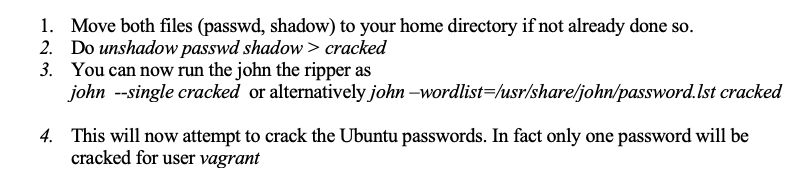 1. Move both files (passwd, shadow) to your home directory if not already done so.
2. Do unshadow passwd shadow > cracked
3. You can now run the john the ripper as
john --single cracked or alternatively john –wordlist=/usr/share/john/password.lst cracked
4. This will now attempt to crack the Ubuntu passwords. In fact only one password will be
cracked for user vagrant